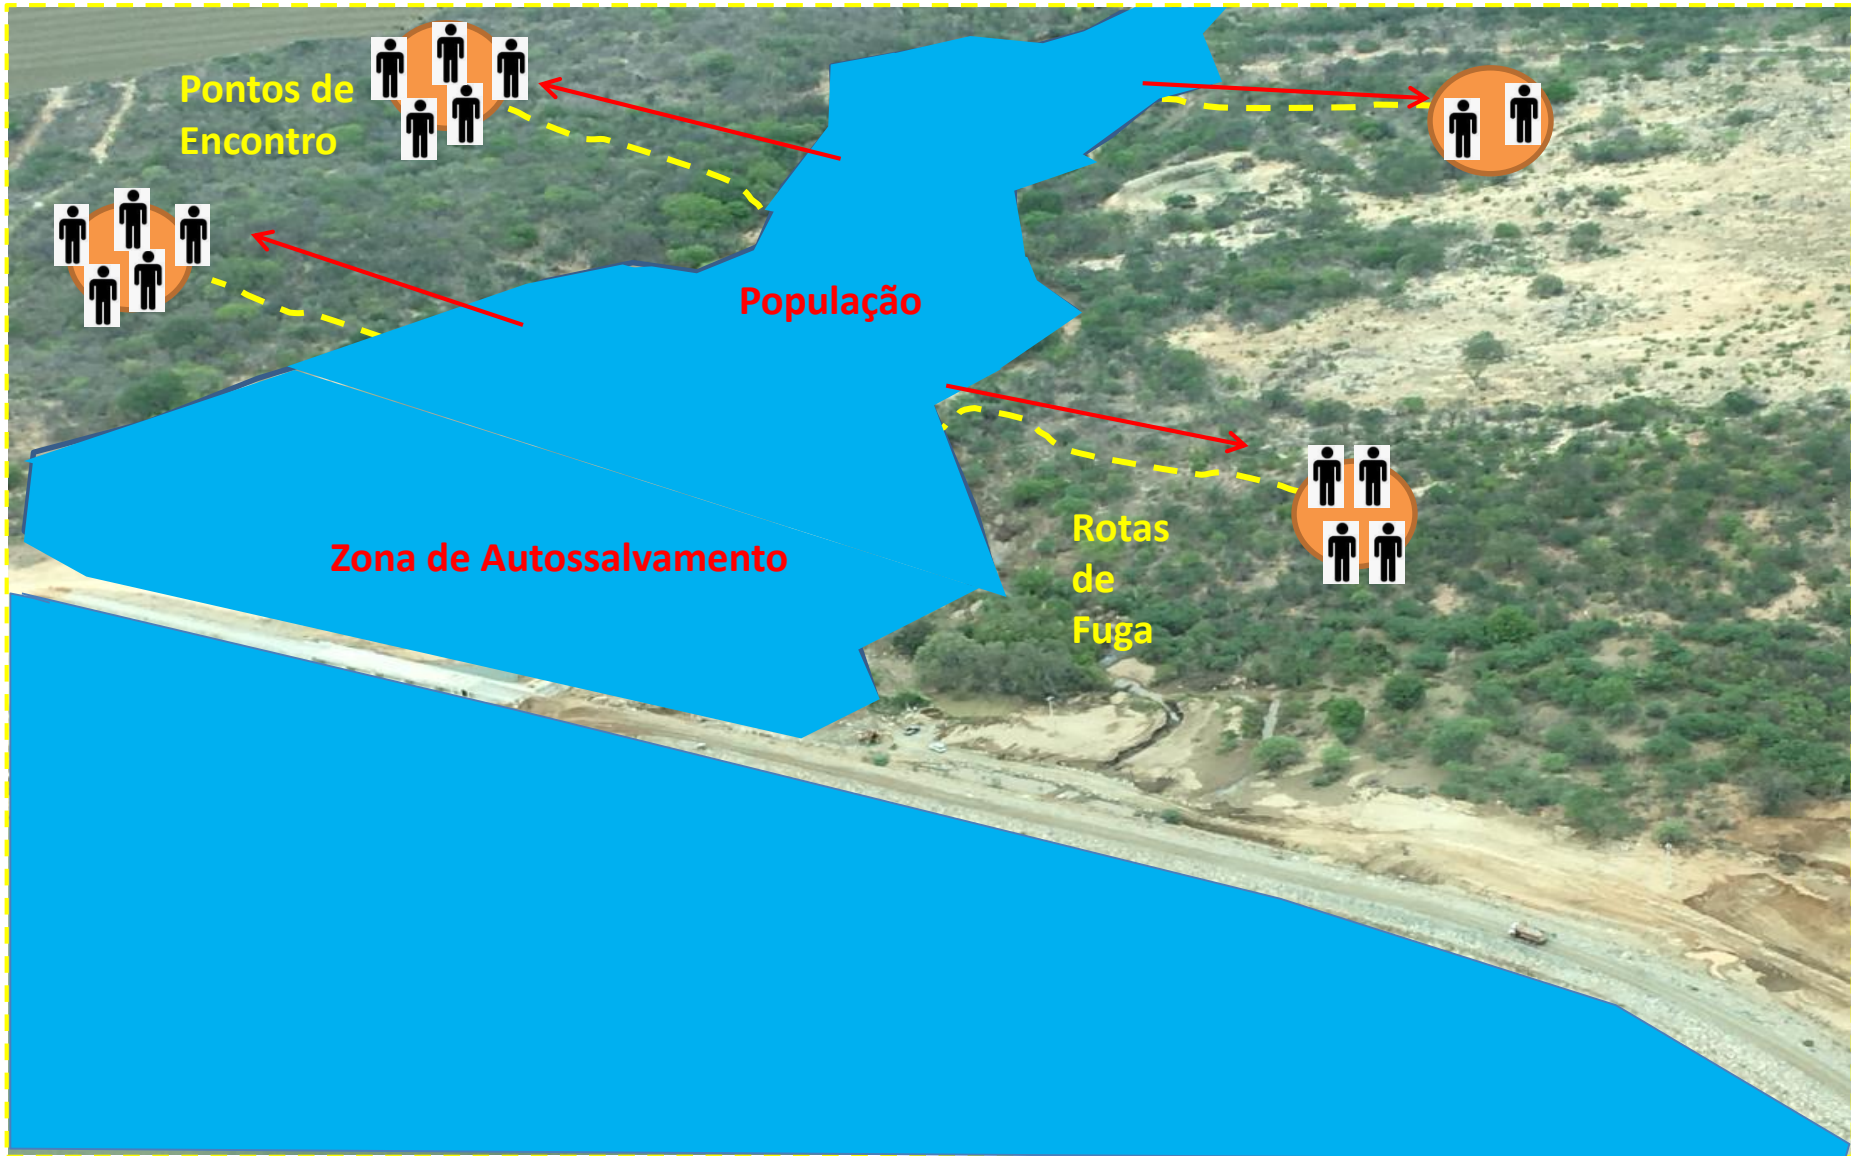 Pontos de
Encontro
População
Zona de Autossalvamento
Rotas
de
Fuga